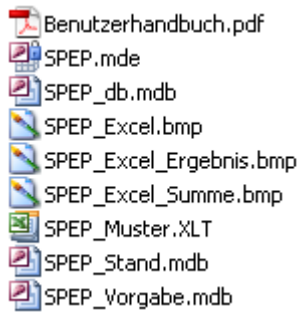 Benutzerhandbuch.pdf
SPEP.mde
SPEP_db.mdb
SPEP_Excel.bmp
SPEP_Excel_Ergebnis.bmp
SPEP_Excel_Summe.bmp
SPEP_Muster.XLT
SPEP_Stand.mdb
SPEP_Vorgabe.mdb